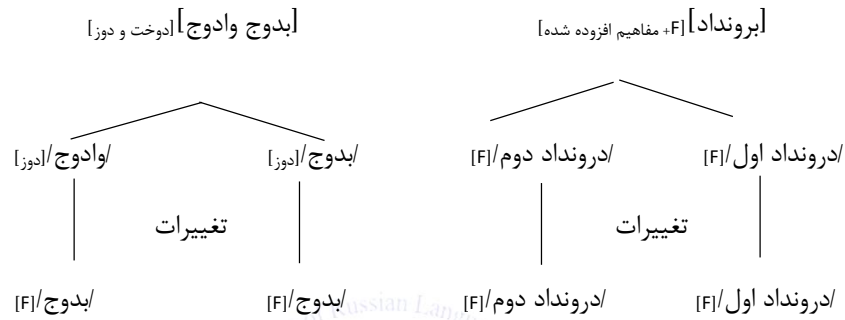 [برونداد] [F+ مفاهیم افزوده شده] [بدوج وادوج] [دوخت و دوز]
/درونداد اول/[F] /درونداد دوم/[F] /بدوج/[دوز] /وادوج/[دوز]
تغییرات تغییرات
/درونداد اول/[F] /درونداد دوم/[F] /بدوج/[F] /بدوج/[F]
Russian